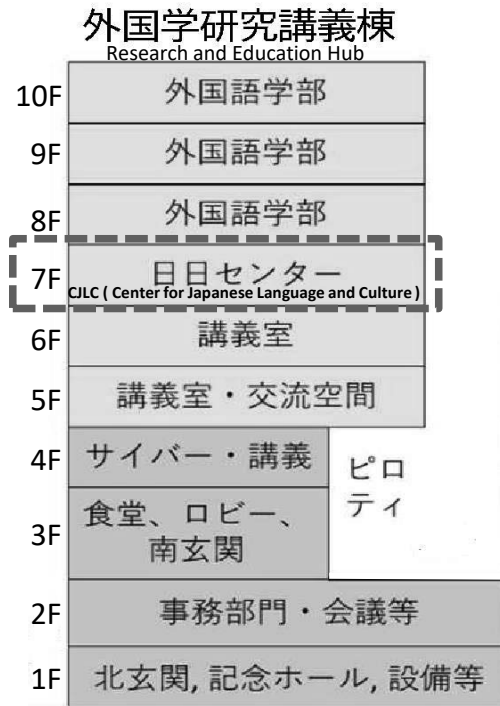 外国学研究講義棟
Research and Education Hub
10F 外国語学部
9F 外国語学部
8F 外国語学部
7F 日日センター
CJLC ( Center for Japanese Language and Culture )
6F 講義室
5F 講義室・交流空間
4F サイバー・講義
ピロ
ティ
3F 食堂、ロビー、
南玄関
2F 事務部門・会議等
1F 北玄関, 記念ホール, 設備等